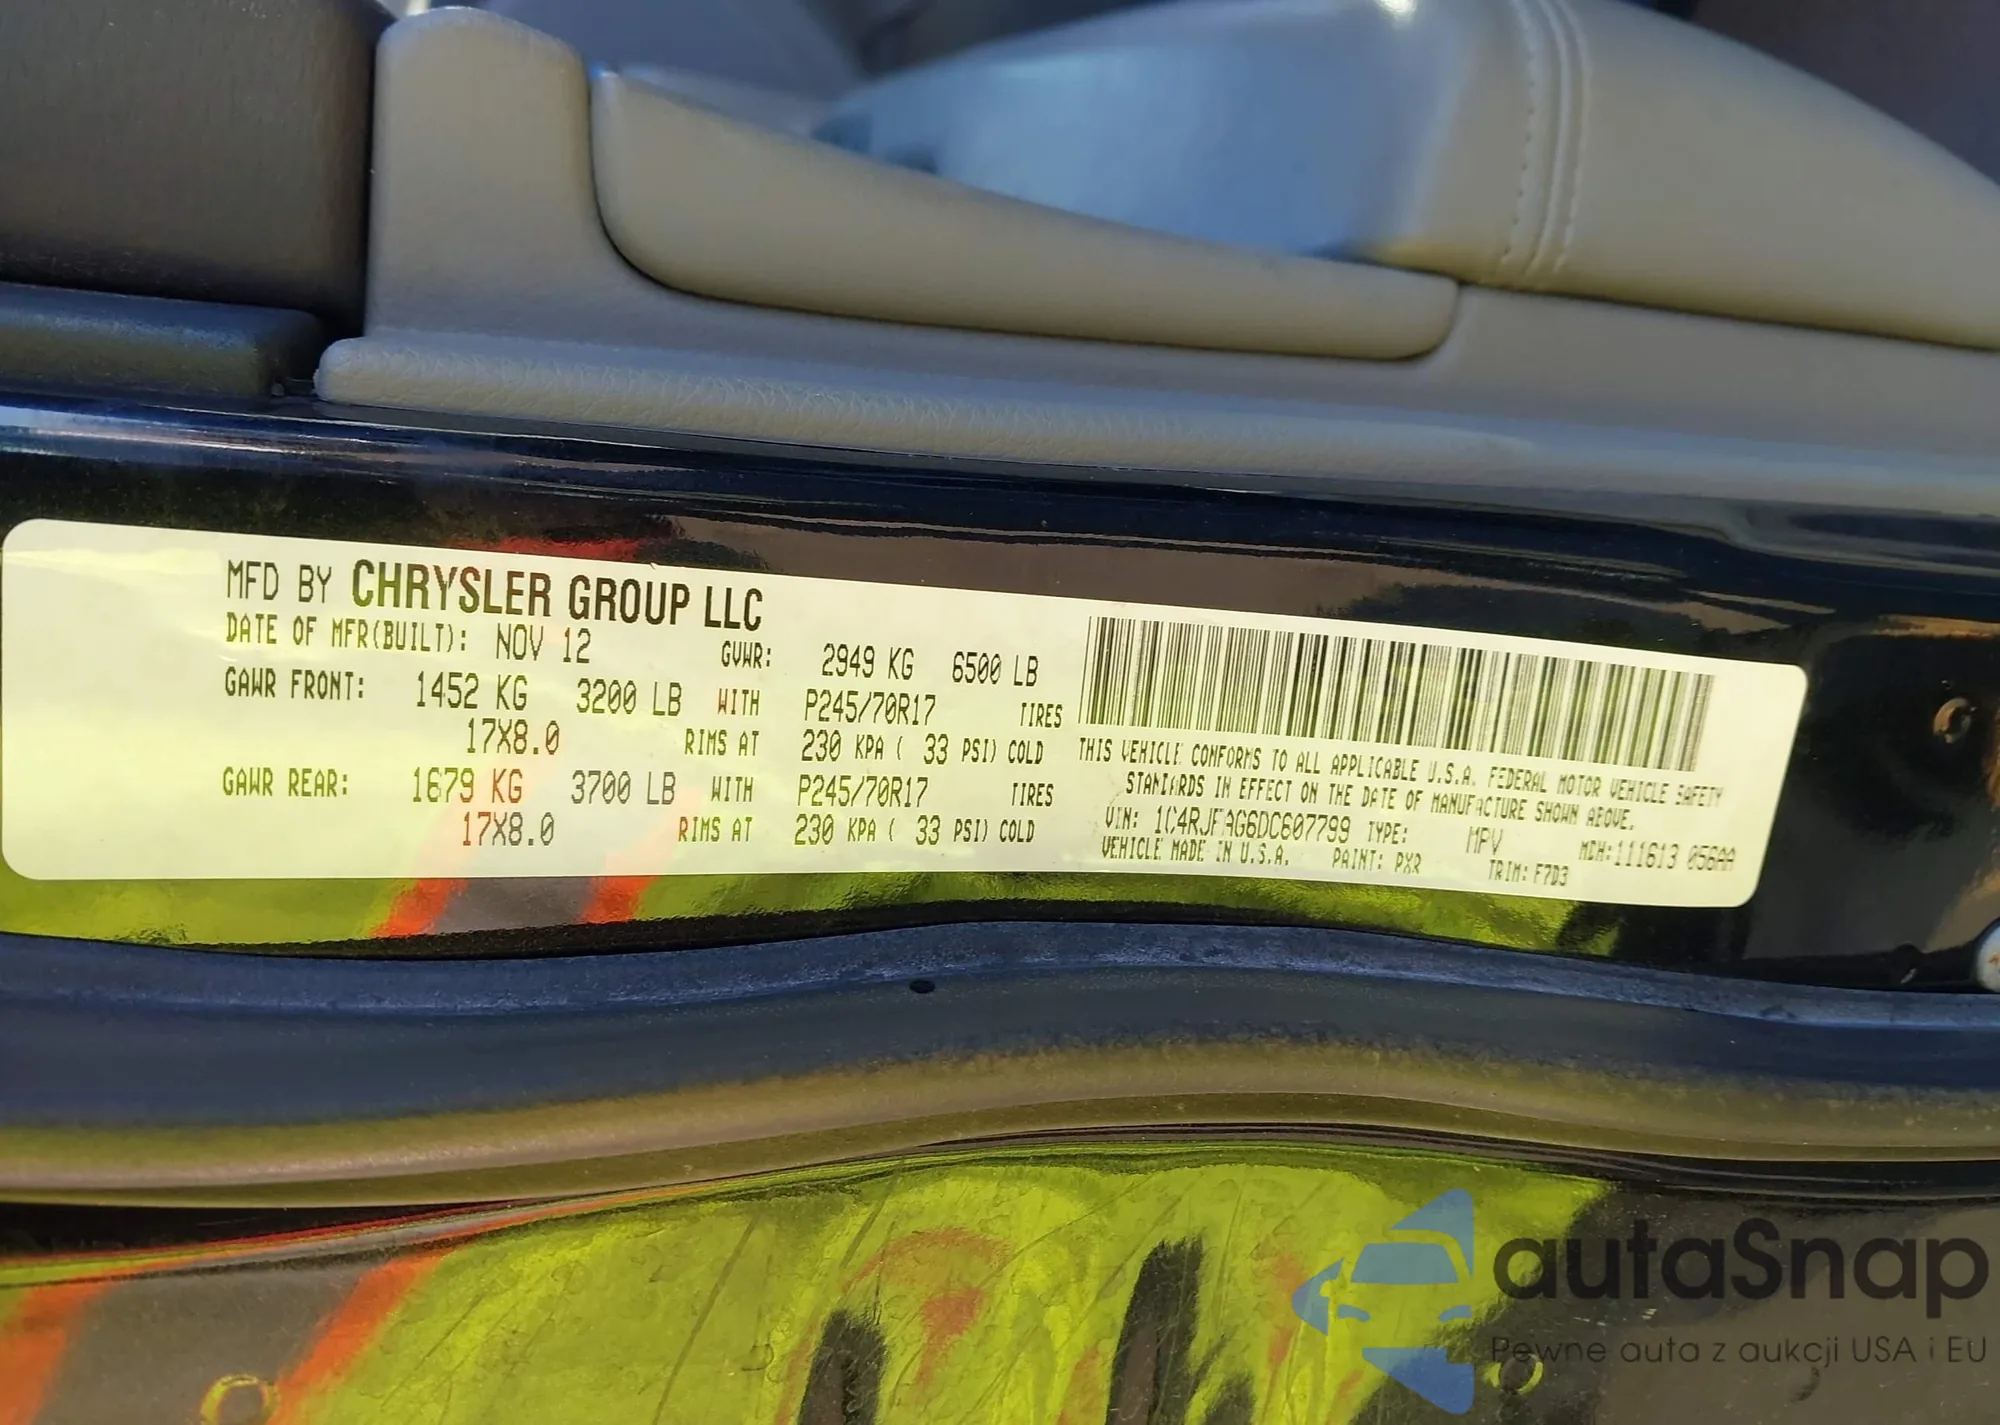 MFD BY CHRYSLER GROUP LLC
DATE OF MFR(BUILT): NOV 12 GVWR: 2949 KG 6500 LB
GAWR FRONT: 1452 KG 3200 LB WITH P245/70R17 TIRES
17X8.0 RIMS AT 230 KPA ( 33 PSI) COLD
GAWR REAR: 1679 KG 3700 LB WITH P245/70R17 TIRES
17X8.0 RIMS AT 230 KPA ( 33 PSI) COLD
THIS VEHICLE CONFORMS TO ALL APPLICABLE U.S.A. FEDERAL MOTOR VEHICLE SAFETY
STANDARDS IN EFFECT ON THE DATE OF MANUFACTURE SHOWN ABOVE.
VIN: 1C4RJFAG6DC607799 TYPE: MPV MDH:111613 056AA
VEHICLE MADE IN U.S.A. PAINT: PXR TRIM: F7D3
autaSnap
Pewne auta z aukcji USA i EU